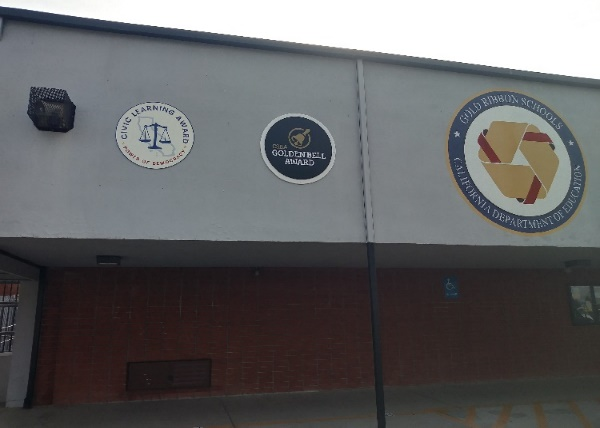 CIVIC LEARNING AWARD
POWER OF DEMOCRACY
CSBA
GOLDEN BELL
AWARD
GOLD RIBBON SCHOOLS
CALIFORNIA DEPARTMENT OF EDUCATION